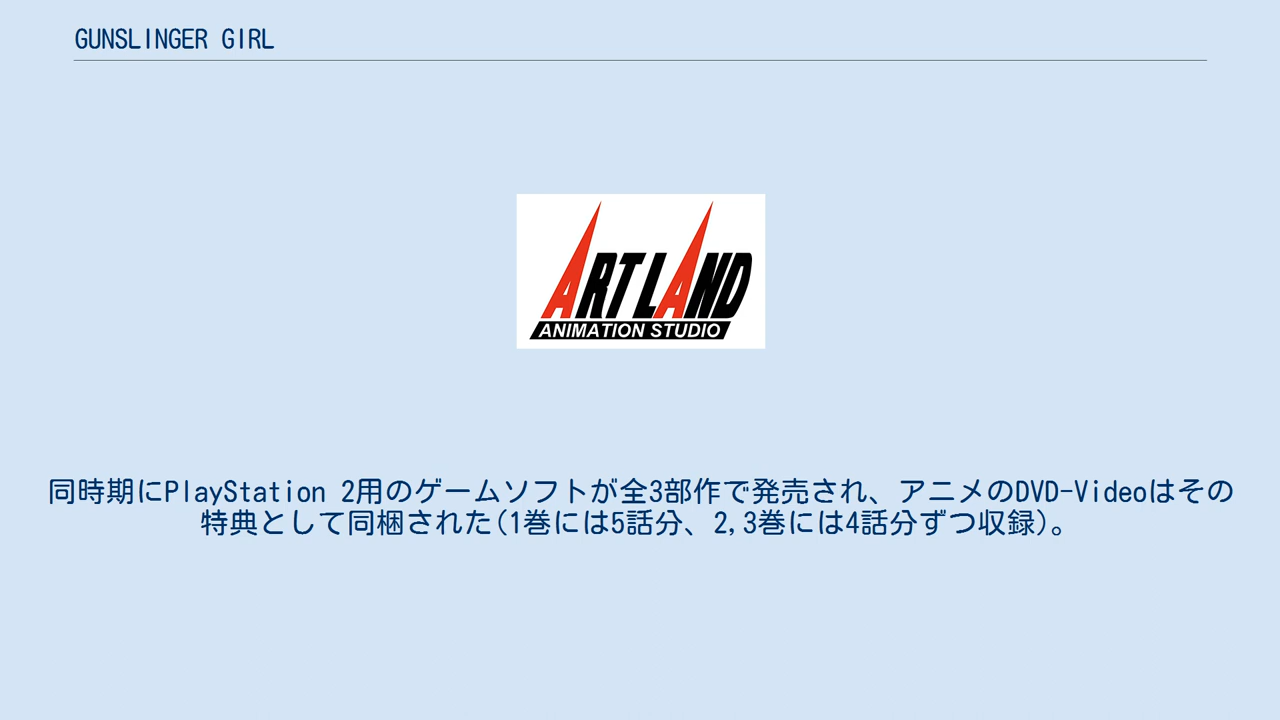 GUNSLINGER GIRL
ARTLAND
ANIMATION STUDIO
同時期にPlayStation 2用のゲームソフトが全3部作で発売され、アニメのDVD-Videoはその
特典として同梱された(1巻には5話分、2,3巻には4話分ずつ収録)。